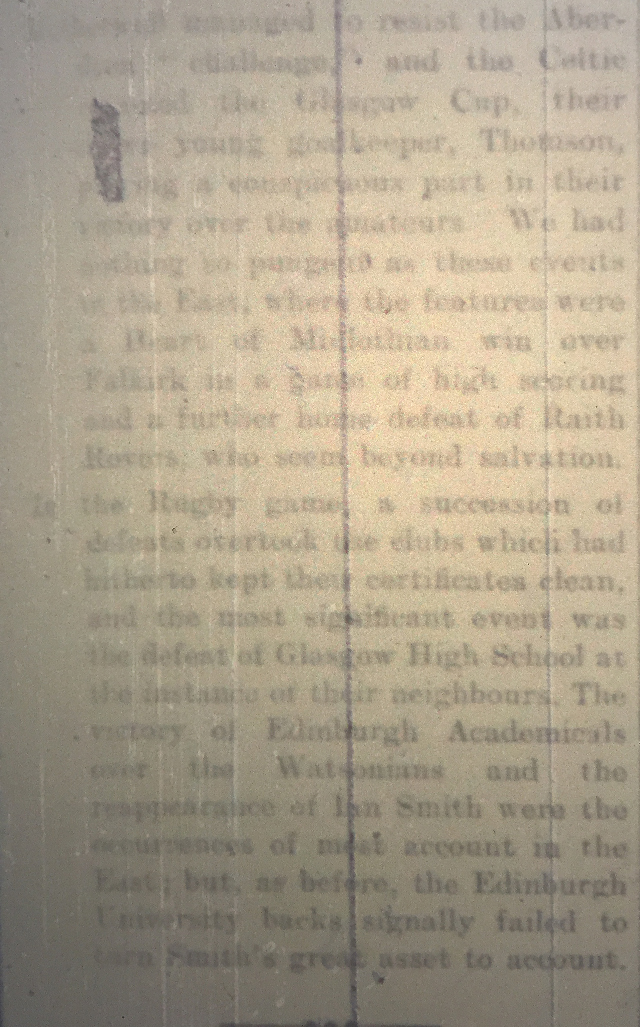 managed to resist the Aber-
deen "challenge," and the Celtic
the Glasgow Cup, their
young goalkeeper, Thomson,
playing a conspicuous part in their
victory over the amateurs. We had
nothing so pungent as these events
in the East, where the features were
a Heart of Midlothian win over
Falkirk in a game of high scoring
and a further home defeat of Raith
Rovers, who seem beyond salvation.
In the Rugby game, a succession of
defeats overtook the clubs which had
hitherto kept their certificates clean,
and the most significant event was
the defeat of Glasgow High School at
the instance of their neighbours. The
victory of Edinburgh Academicals
over the Watsonians and the
reappearance of Ian Smith were the
occurrences of most account in the
East; but, as before, the Edinburgh
University backs signally failed to
turn Smith's great asset to account.